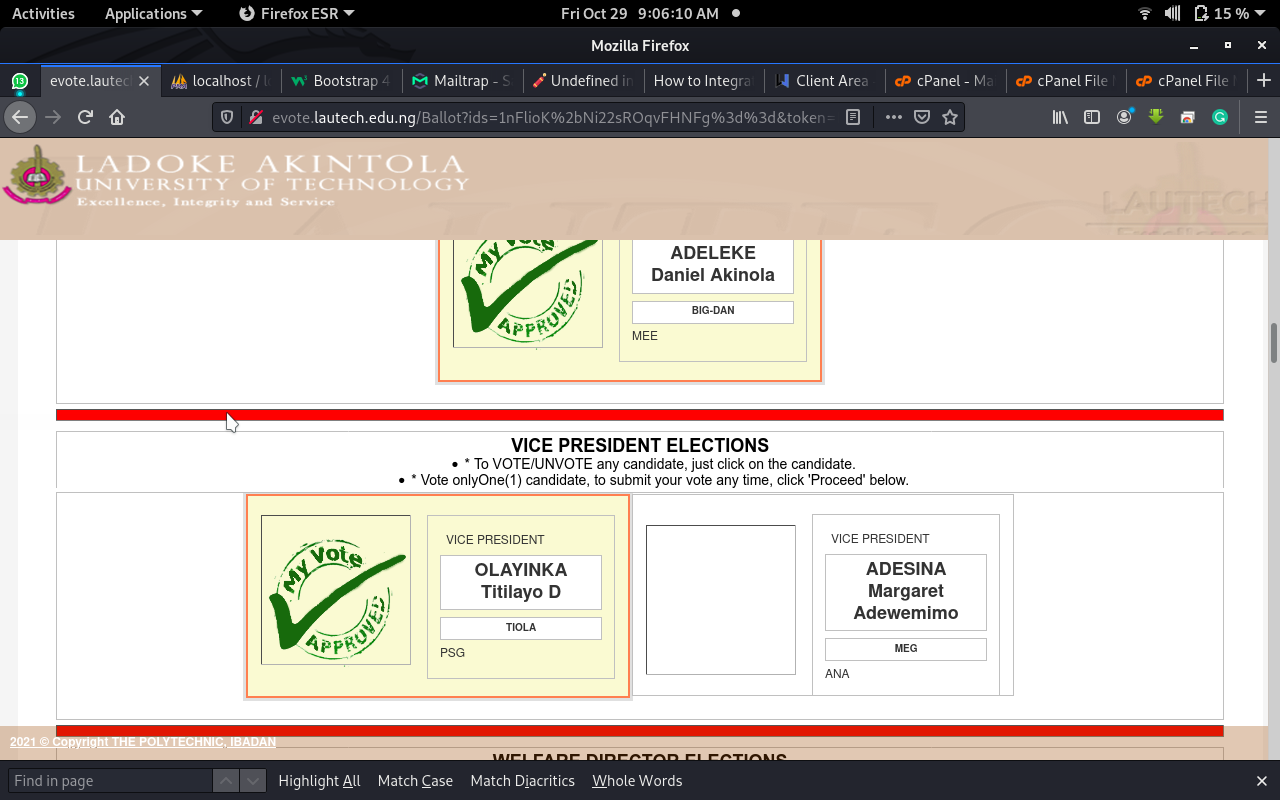 Activities Applications Firefox ESR Fri Oct 29 9:06:10 AM 15 %
Mozilla Firefox
13 evote.lautec localhost / l Bootstrap 4 Mailtrap - S Undefined in How to Integra Client Area cPanel - Ma cPanel File cPanel File
evote.lautech.edu.ng/Ballot?ids=1nFlioK%2bNi22sROqvFHNFg%3d%3d&token=
LADOKE AKINTOLA
UNIVERSITY OF TECHNOLOGY
Excellence, Integrity and Service
LAUTECH
My Vote
APPROVED
ADELEKE
Daniel Akinola
BIG-DAN
MEE
VICE PRESIDENT ELECTIONS
• * To VOTE/UNVOTE any candidate, just click on the candidate.
• * Vote onlyOne(1) candidate, to submit your vote any time, click 'Proceed' below.
My Vote
APPROVED
VICE PRESIDENT
OLAYINKA
Titilayo D
TIOLA
PSG
VICE PRESIDENT
ADESINA
Margaret
Adewemimo
MEG
ANA
2021 © Copyright THE POLYTECHNIC, IBADAN
WELFARE DIRECTOR ELECTIONS
Find in page Highlight All Match Case Match Diacritics Whole Words